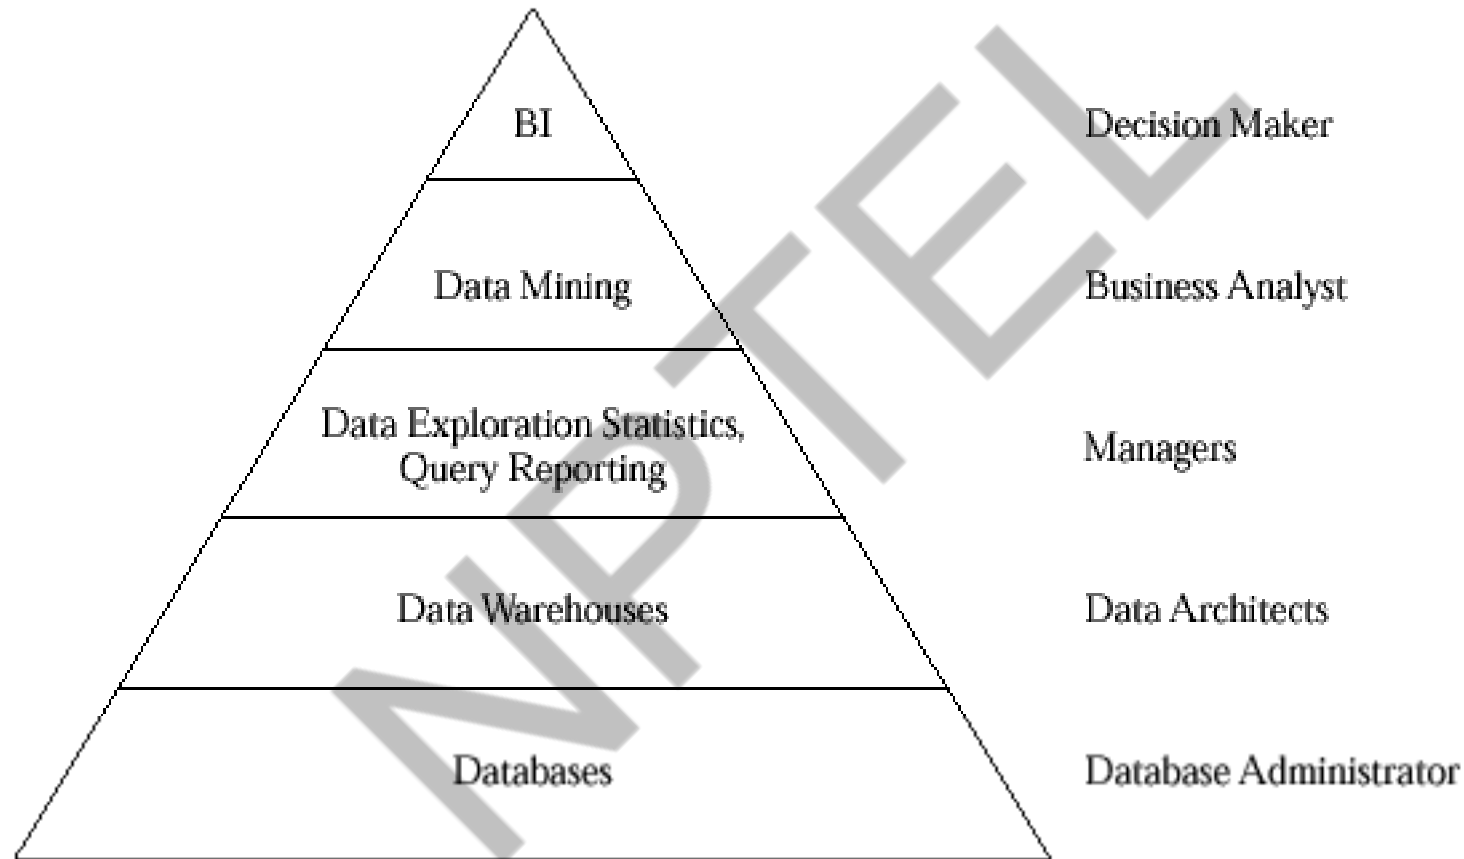 BI
Decision Maker
Data Mining
Business Analyst
Data Exploration Statistics,
Query Reporting
Managers
Data Warehouses
Data Architects
Databases
Database Administrator
NPTEL